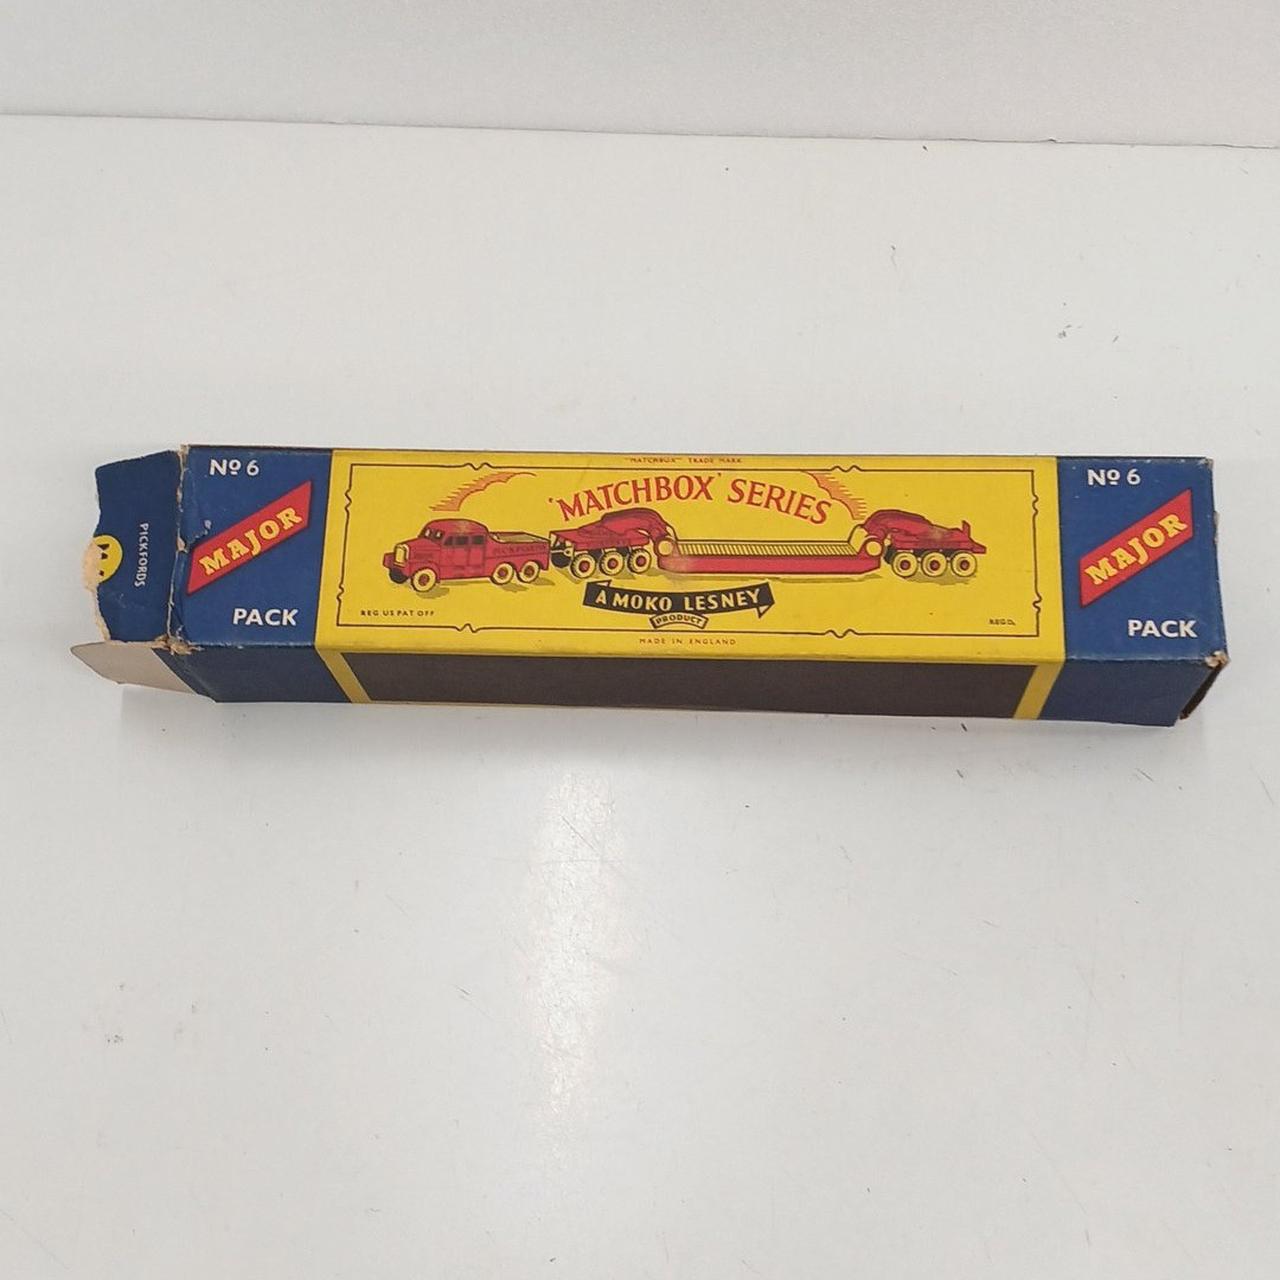 Nº 6
MAJOR
PACK
PICKFORDS
"MATCHBOX" TRADE MARK
'MATCHBOX' SERIES
PICKFORDS
A MOKO LESNEY
PRODUCT
REG US PAT OFF
REGD.
MADE IN ENGLAND
Nº 6
MAJOR
PACK